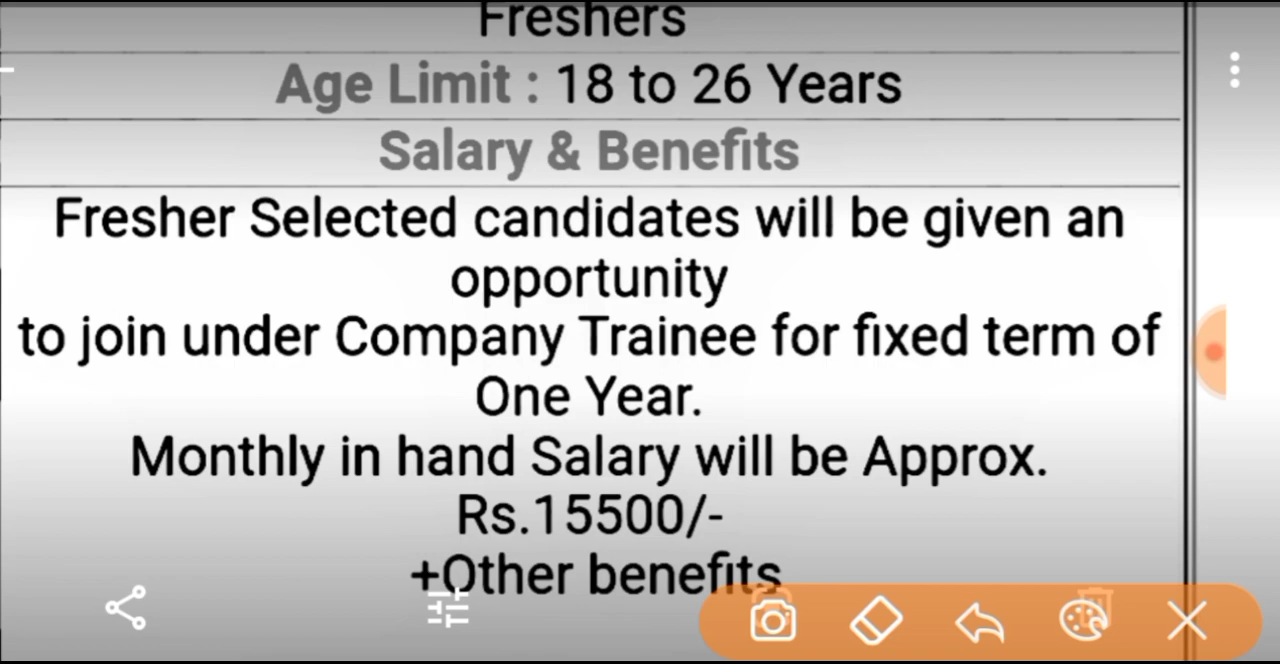 Freshers
Age Limit : 18 to 26 Years
Salary & Benefits
Fresher Selected candidates will be given an
opportunity
to join under Company Trainee for fixed term of
One Year.
Monthly in hand Salary will be Approx.
Rs.15500/-
+Other benefits